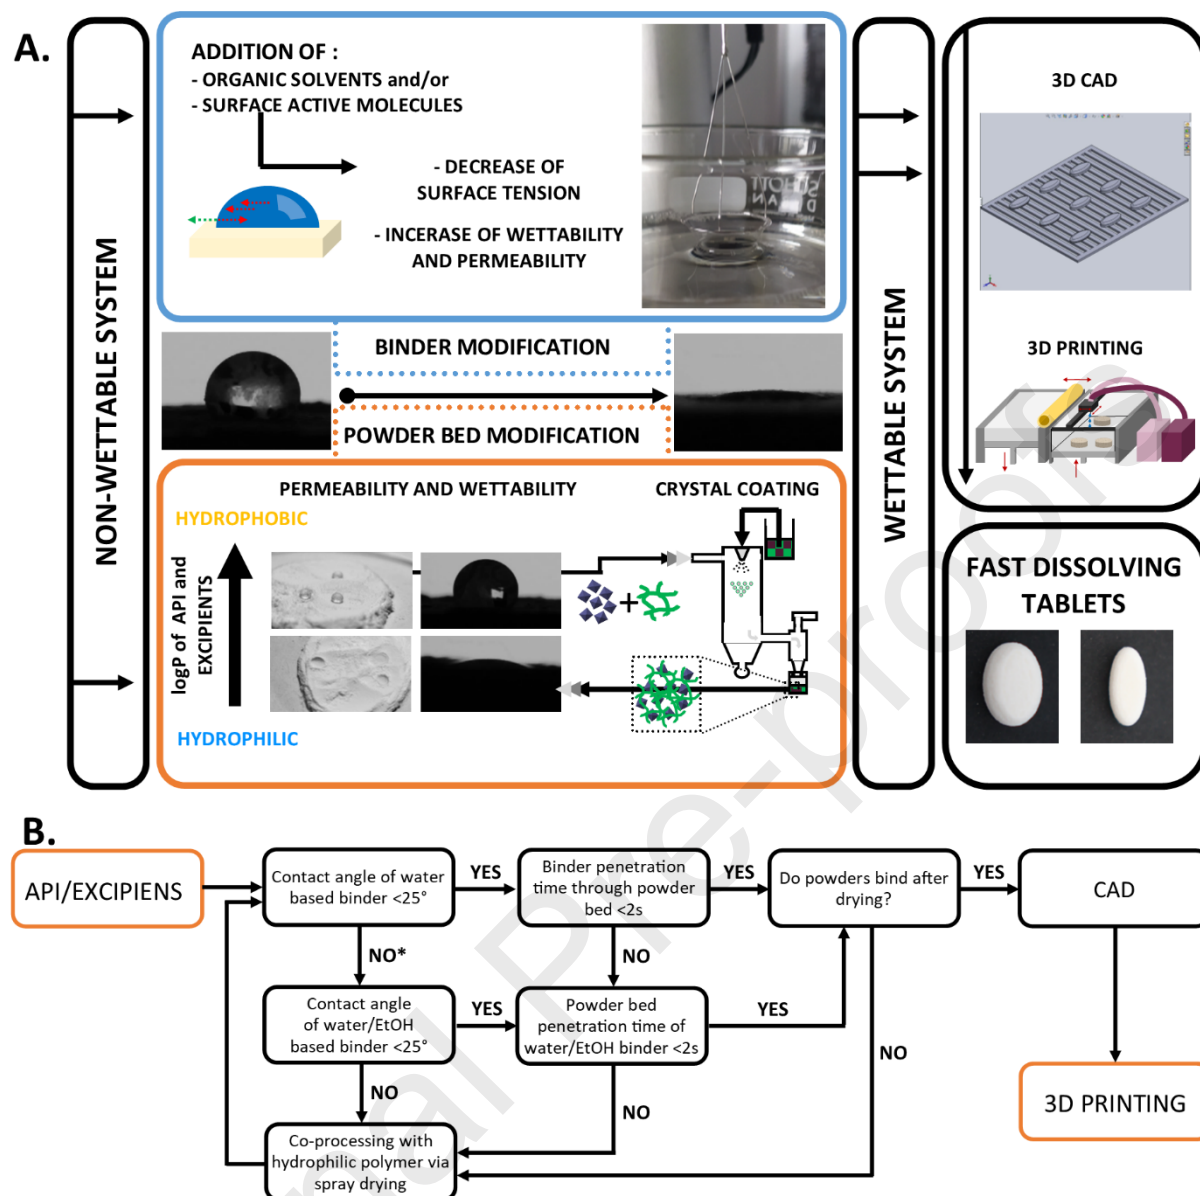 A.
NON-WETTABLE SYSTEM
ADDITION OF :
- ORGANIC SOLVENTS and/or
- SURFACE ACTIVE MOLECULES
- DECREASE OF
SURFACE TENSION
- INCERASE OF WETTABILITY
AND PERMEABILITY
BINDER MODIFICATION
POWDER BED MODIFICATION
PERMEABILITY AND WETTABILITY
CRYSTAL COATING
HYDROPHOBIC
logP of API and
EXCIPIENTS
HYDROPHILIC
WETTABLE SYSTEM
3D CAD
3D PRINTING
FAST DISSOLVING
TABLETS
B.
API/EXCIPIENS
Contact angle of water
based binder <25°
YES
Binder penetration
time through powder
bed <2s
YES
Do powders bind after
drying?
YES
CAD
NO*
NO
Contact angle
of water/EtOH
based binder <25°
YES
Powder bed
penetration time of
water/EtOH binder <2s
YES
NO
NO
NO
3D PRINTING
Co-processing with
hydrophilic polymer via
spray drying
nal Pre-proofs